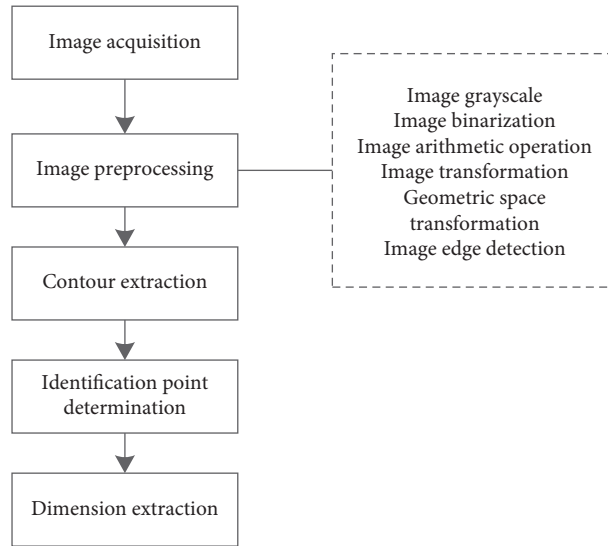 Image acquisition
Image preprocessing
Image grayscale
Image binarization
Image arithmetic operation
Image transformation
Geometric space
transformation
Image edge detection
Contour extraction
Identification point
determination
Dimension extraction